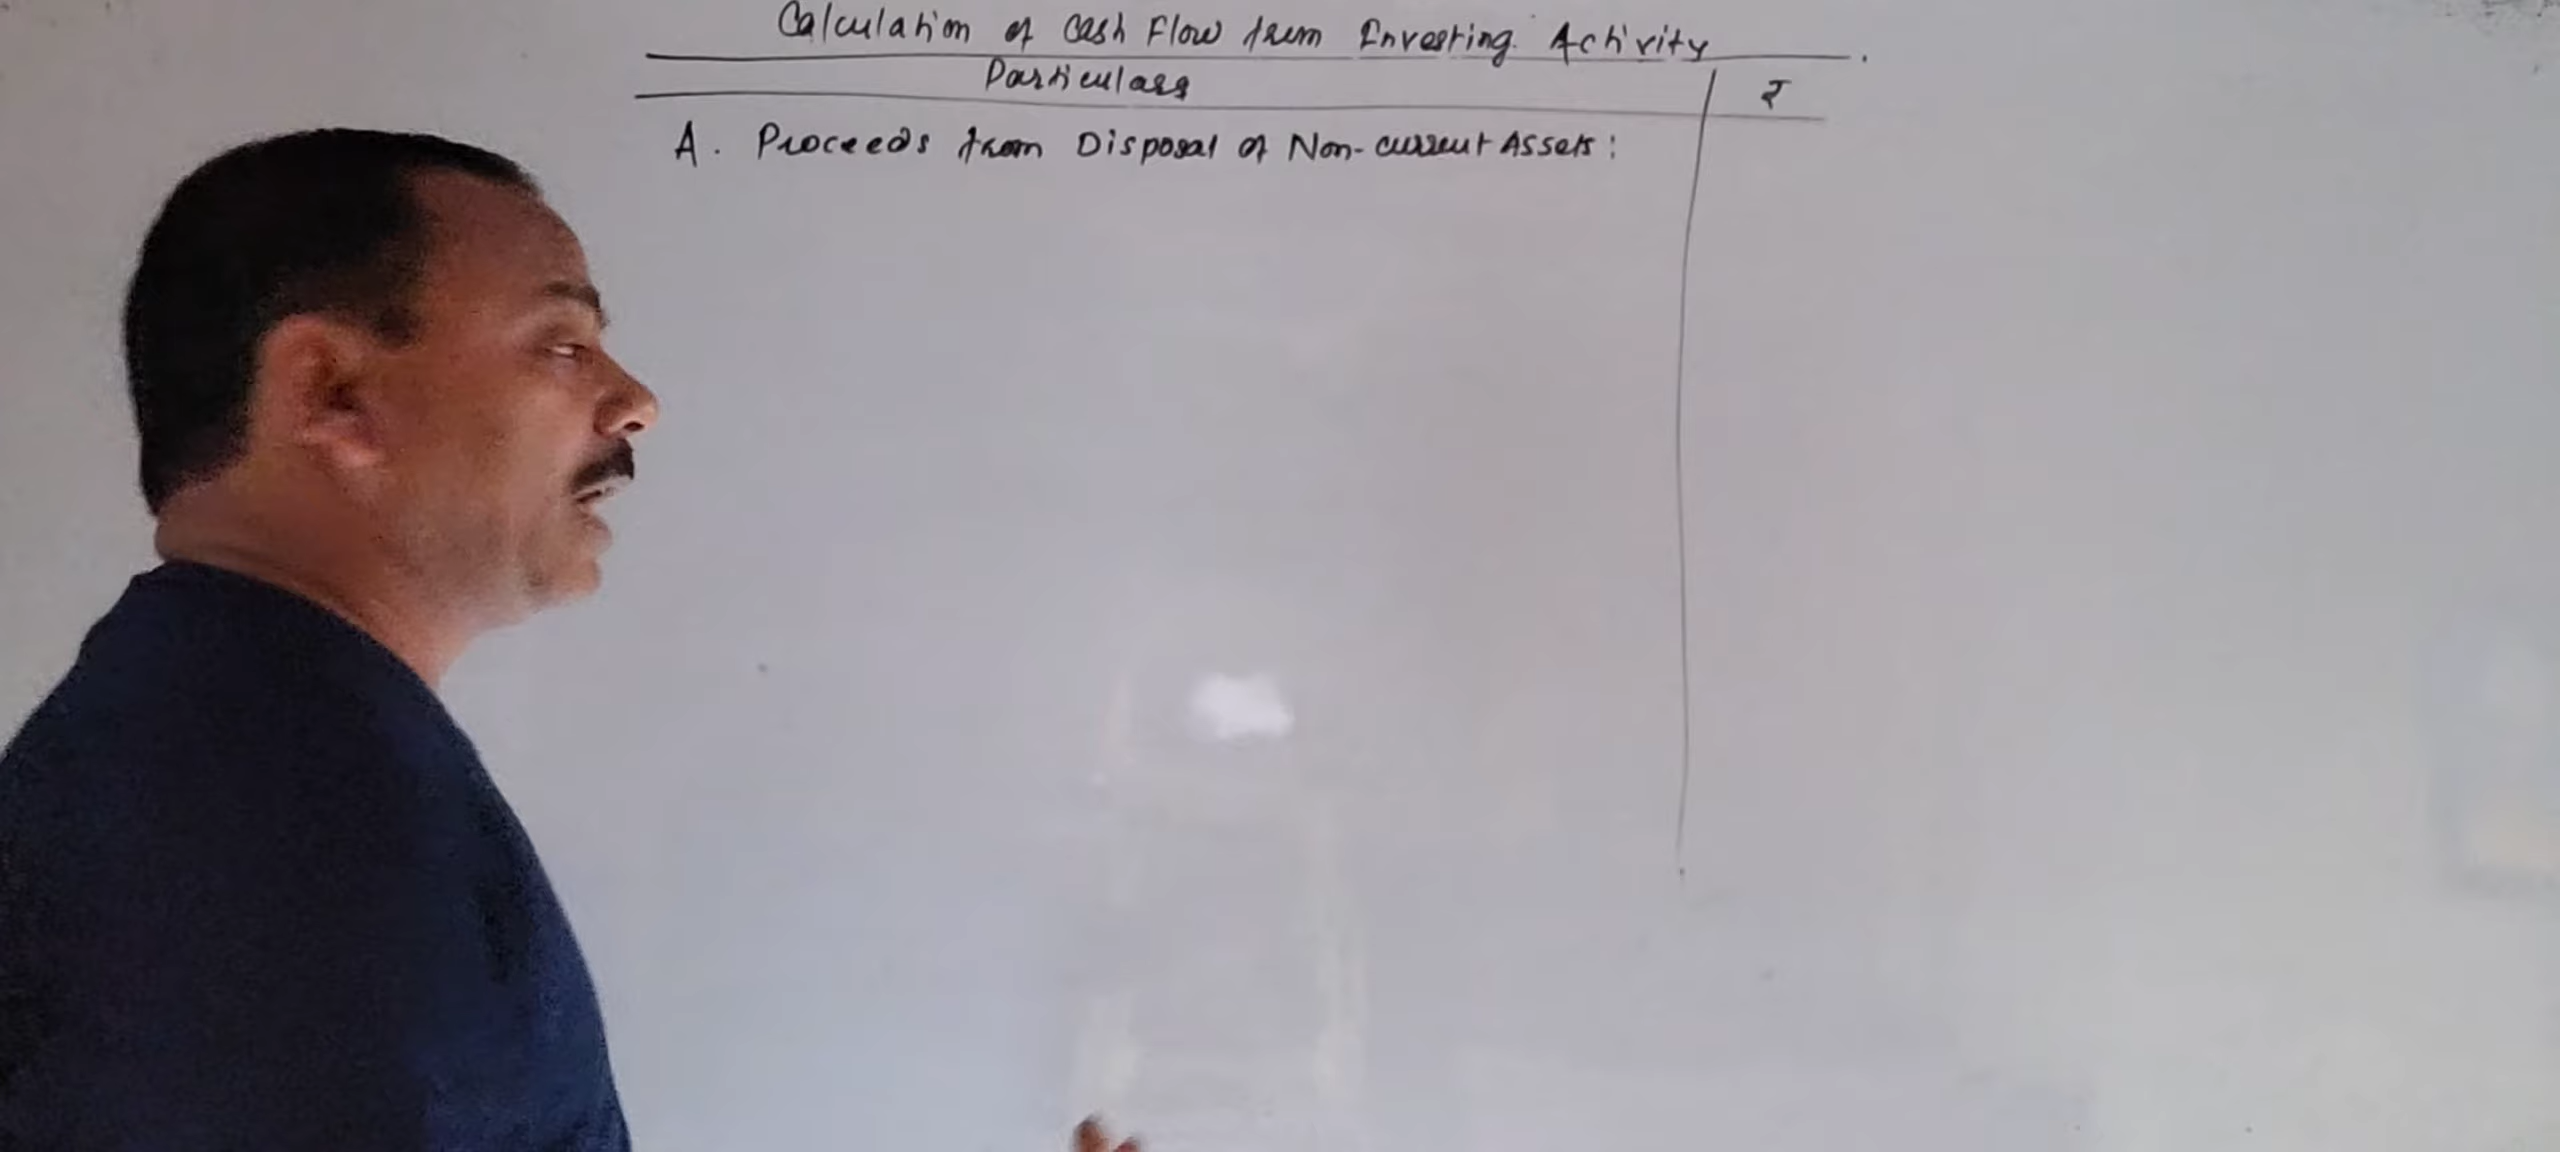 Calculation of Cash Flow from Investing Activity
Particulars ₹
A. Proceeds from Disposal of Non-current Assets: